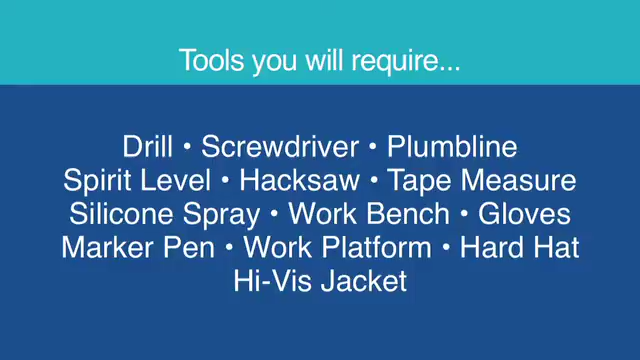 Tools you will require...
Drill • Screwdriver • Plumbline
Spirit Level • Hacksaw • Tape Measure
Silicone Spray • Work Bench • Gloves
Marker Pen • Work Platform • Hard Hat
Hi-Vis Jacket